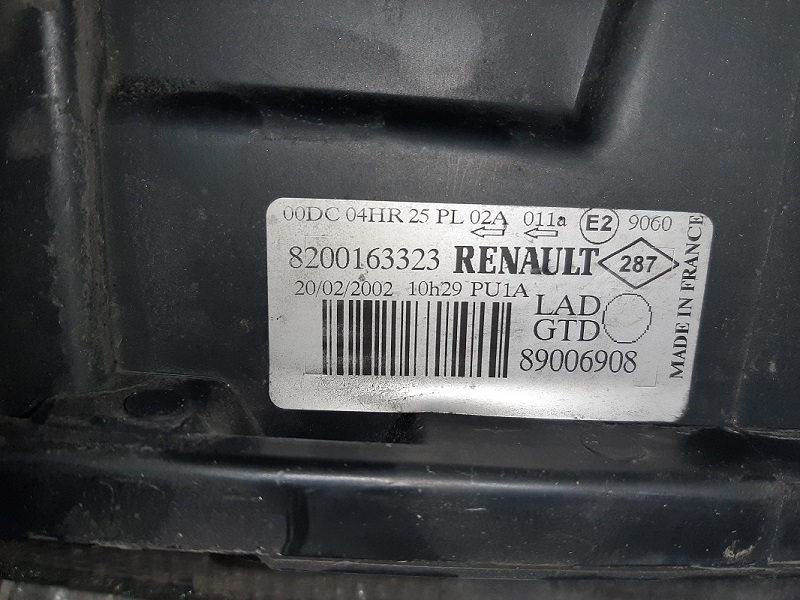 00DC 04HR 25 PL 02A 011a E2 9060
8200163323 RENAULT 287
20/02/2002 10h29 PU1A
LAD
GTD
89006908
MADE IN FRANCE